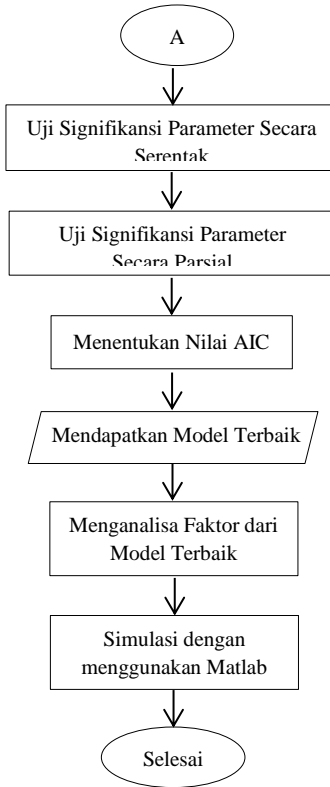 A
Uji Signifikansi Parameter Secara
Serentak
Uji Signifikansi Parameter
Secara Parsial
Menentukan Nilai AIC
Mendapatkan Model Terbaik
Menganalisa Faktor dari
Model Terbaik
Simulasi dengan
menggunakan Matlab
Selesai